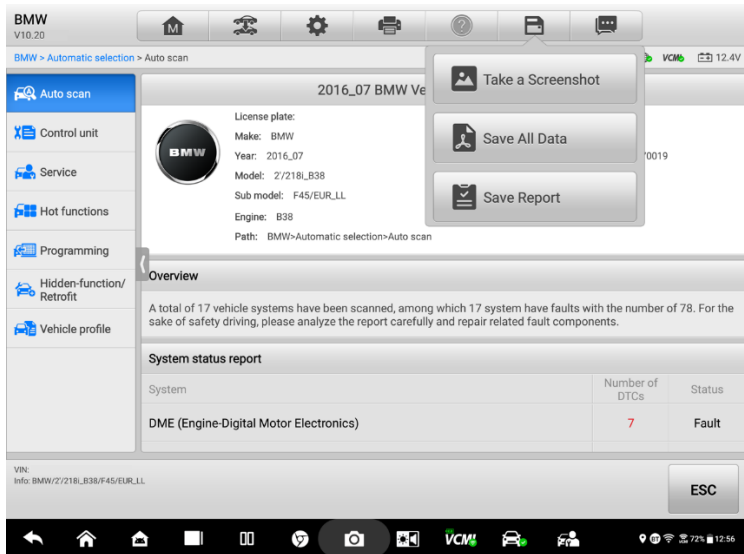 BMW
V10.20
M
?
BMW > Automatic selection > Auto scan
VCMI
12.4V
Auto scan
Control unit
Service
Hot functions
Programming
Hidden-function/
Retrofit
Vehicle profile
2016_07 BMW Ve
License plate:
Make: BMW
Year: 2016_07
Model: 2'/218i_B38
Sub model: F45/EUR_LL
Engine: B38
Path: BMW>Automatic selection>Auto scan
BMW
0019
Take a Screenshot
Save All Data
Save Report
Overview
A total of 17 vehicle systems have been scanned, among which 17 system have faults with the number of 78. For the
sake of safety driving, please analyze the report carefully and repair related fault components.
System status report
System
Number of
DTCs
Status
DME (Engine-Digital Motor Electronics)
7
Fault
VIN:
Info: BMW/2'/218i_B38/F45/EUR_LL
ESC
VCMI
72%
12:56